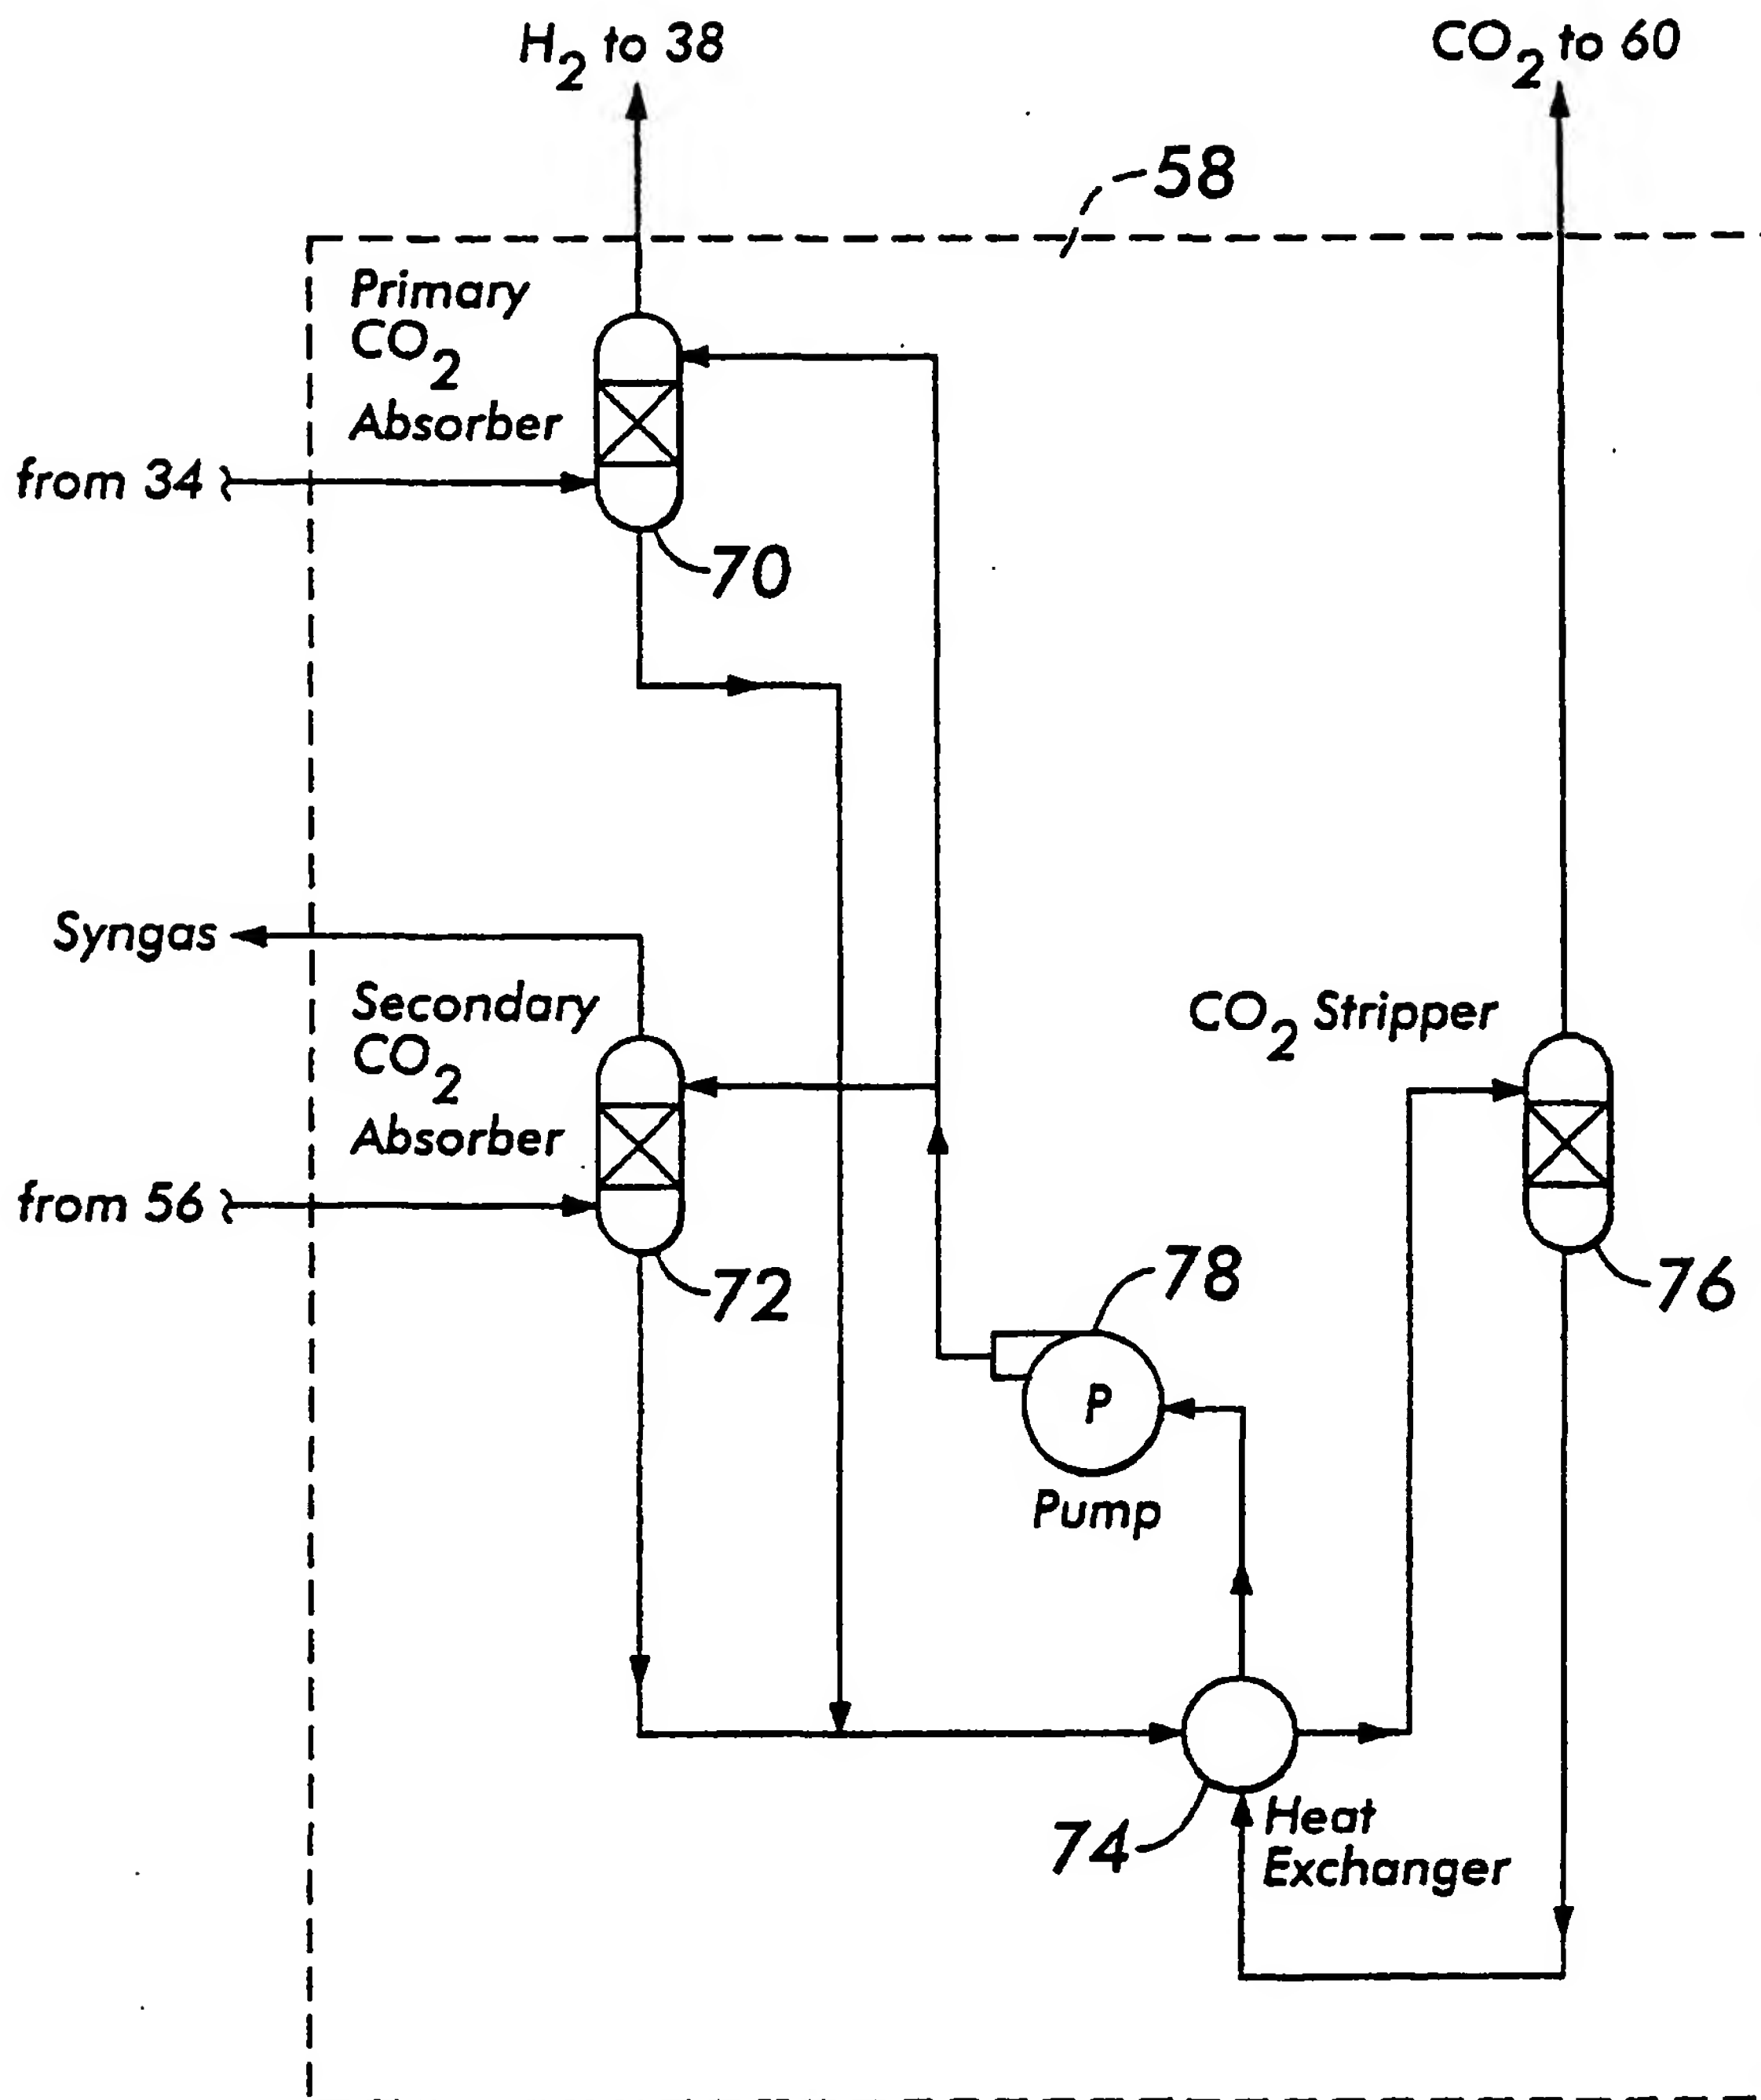 H2 to 38
CO2 to 60
58
Primary
CO2
Absorber
from 34
70
Syngas
Secondary
CO2
Absorber
CO2 Stripper
from 56
72
78
76
P
Pump
74
Heat
Exchanger